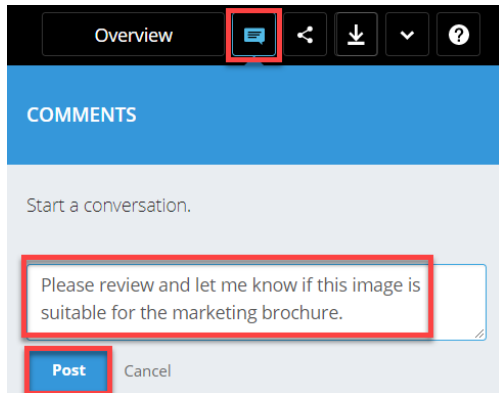 Overview
COMMENTS
Start a conversation.
Please review and let me know if this image is
suitable for the marketing brochure.
Post Cancel